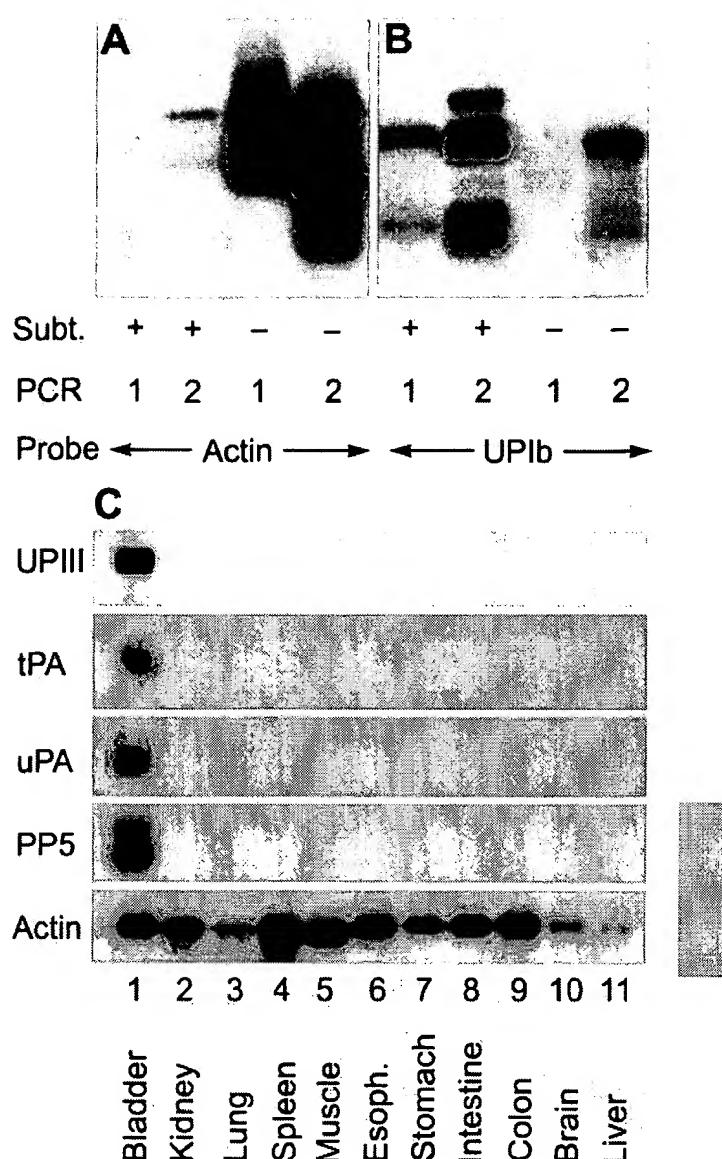 A B
Subt. + + − − + + − −
PCR 1 2 1 2 1 2 1 2
Probe ← Actin → ← UPIb →
C
UPIII
tPA
uPA
PP5
Actin
1 2 3 4 5 6 7 8 9 10 11
Bladder
Kidney
Lung
Spleen
Muscle
Esoph.
Stomach
Intestine
Colon
Brain
Liver